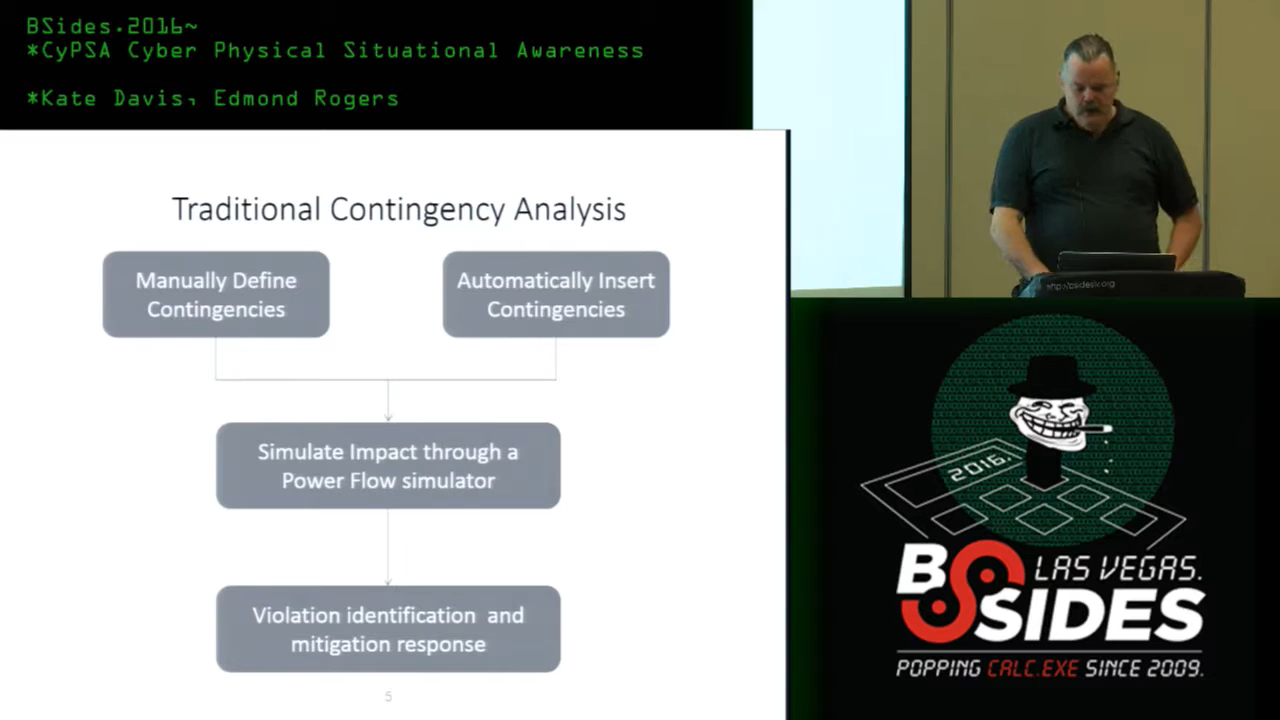 BSides.2016~
*CyPSA Cyber Physical Situational Awareness
*Kate Davis, Edmond Rogers
Traditional Contingency Analysis
Manually Define
Contingencies
Automatically Insert
Contingencies
Simulate Impact through a
Power Flow simulator
Violation identification and
mitigation response
5
2016.
BSIDES
LAS VEGAS.
POPPING CALC.EXE SINCE 2009.